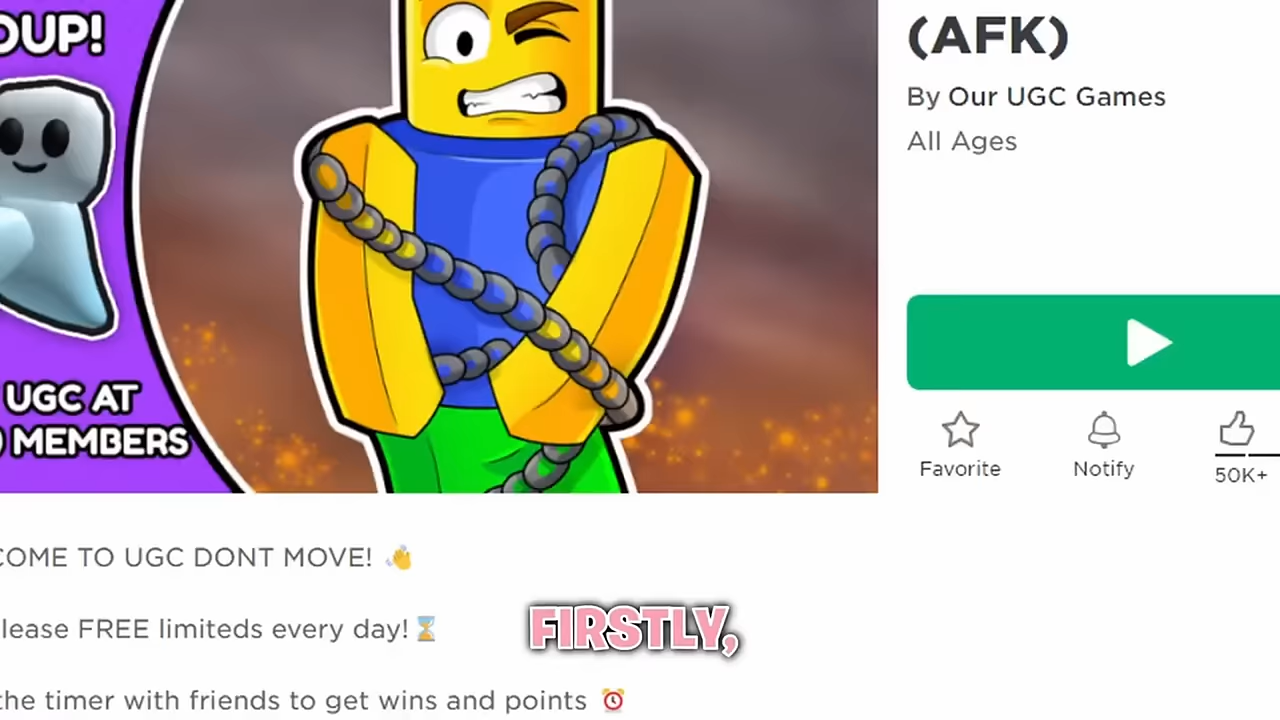 OUP!
(AFK)
By Our UGC Games
All Ages
UGC AT
MEMBERS
Favorite
Notify
50K+
COME TO UGC DONT MOVE! 👋
lease FREE limiteds every day! ⏳
FIRSTLY,
the timer with friends to get wins and points ⏰